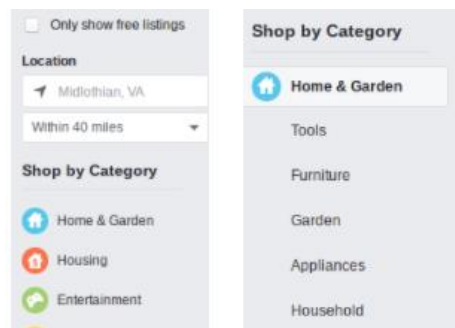 Only show free listings
Location
Midlothian, VA
Within 40 miles
Shop by Category
Home & Garden
Housing
Entertainment
Shop by Category
Home & Garden
Tools
Furniture
Garden
Appliances
Household